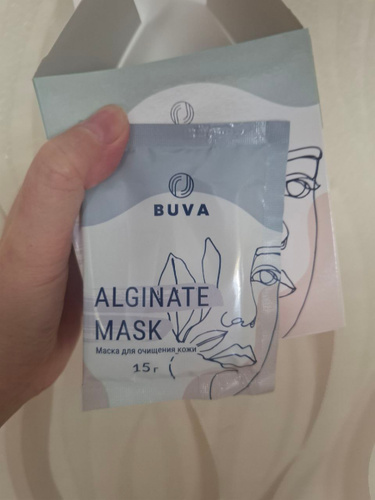 BUVA
ALGINATE
MASK
Маска для очищения кожи
15 г